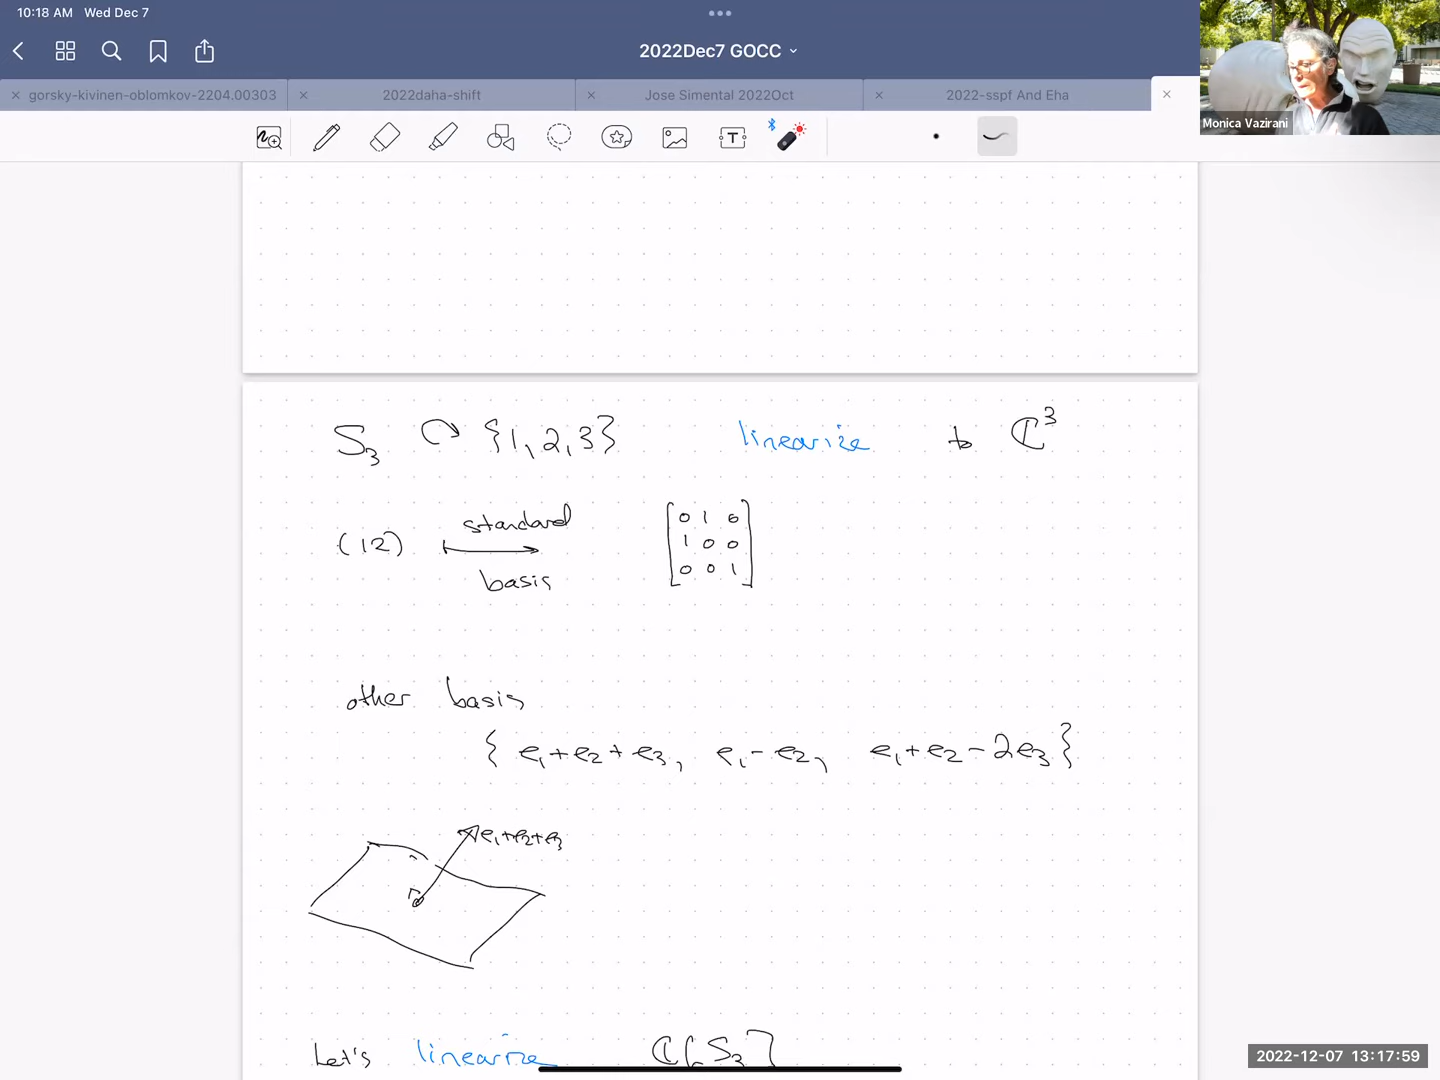 10:18 AM Wed Dec 7
2022Dec7 GOCC
gorsky-kivinen-oblomkov-2204.00303
2022daha-shift
Jose Simental 2022Oct
2022-sspf And Eha
Monica Vazirani
T
S₃ ↷ {1,2,3} linearize to ℂ³
(12) ⟼ standard basis
[0 1 0
1 0 0
0 0 1]
other basis
{ e₁+e₂+e₃, e₁-e₂, e₁+e₂-2e₃}
e₁+e₂+e₃
Let's linearize ℂ[S₃]
2022-12-07 13:17:59